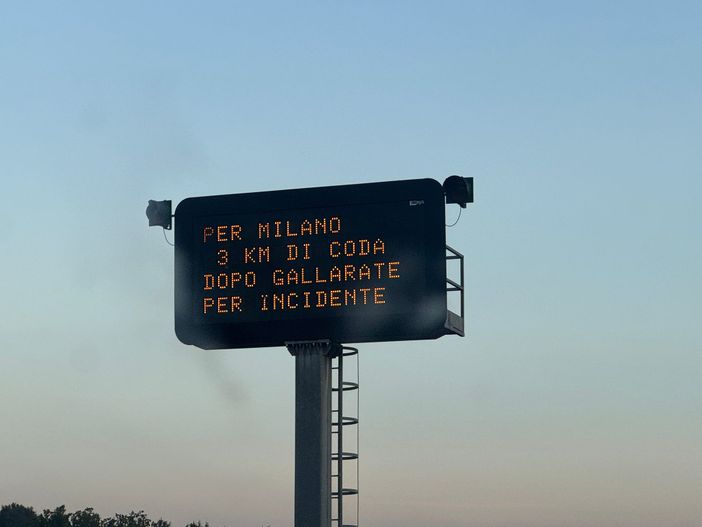 PER MILANO
3 KM DI CODA
DOPO GALLARATE
PER INCIDENTE